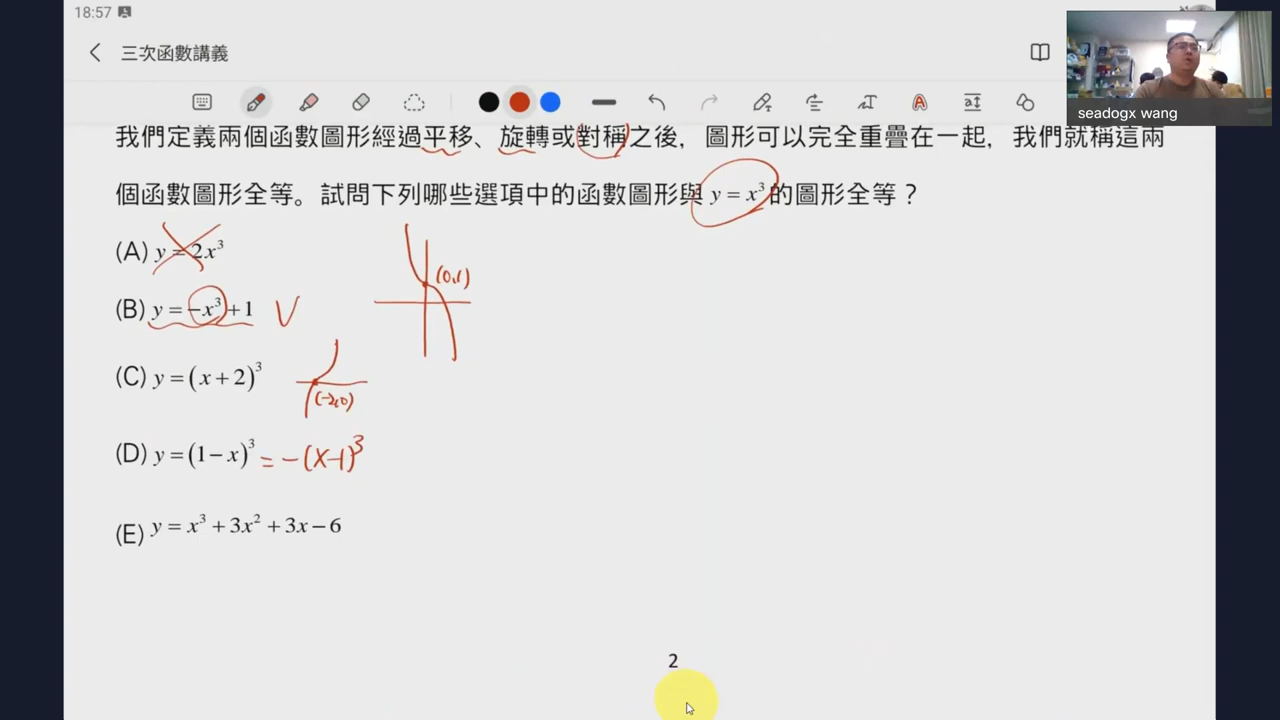 18:57
三次函數講義
seadogx wang
我們定義兩個函數圖形經過平移、旋轉或對稱之後，圖形可以完全重疊在一起，我們就稱這兩
個函數圖形全等。試問下列哪些選項中的函數圖形與 y = x³ 的圖形全等？
(A) y = 2x³
(0,1)
(B) y = -x³ + 1 V
(C) y = (x + 2)³
(-2,0)
(D) y = (1 - x)³ = -(x-1)³
(E) y = x³ + 3x² + 3x - 6
2